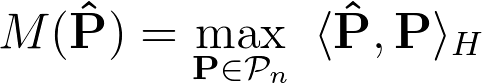 M(𝐏̂) = max_{𝐏∈𝒫_n} ⟨𝐏̂, 𝐏⟩_H